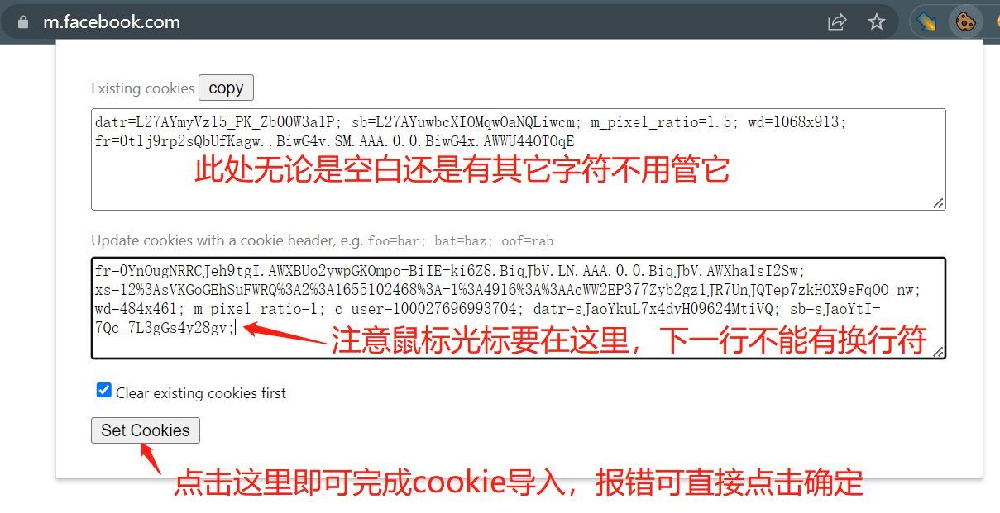 m.facebook.com
Existing cookies copy
datr=L27AYmyVz15_PK_Zb0OW3a1P; sb=L27AYuwbcXIOMqwOaNQLiwcm; m_pixel_ratio=1.5; wd=1068x913;
fr=0tlj9rp2sQbUfKagw..BiwG4v.SM.AAA.0.0.BiwG4x.AWWU44OTOqE
此处无论是空白还是有其它字符不用管它
Update cookies with a cookie header, e.g. foo=bar; bat=baz; oof=rab
fr=0YnOugNRRCJeh9tgI.AWXBUo2ywpGKOmpo-BiIE-ki6Z8.BiqJbV.LN.AAA.0.0.BiqJbV.AWXhalsI2Sw;
xs=12%3AsVKGoGEhSuFWRQ%3A2%3A1655102468%3A-1%3A4916%3A%3AAcWW2EP377Zyb2gzlJR7UnJQTep7zkHOX9eFqOO_nw;
wd=484x461; m_pixel_ratio=1; c_user=100027696993704; datr=sJaoYkuL7x4dvHO9624MtiVQ; sb=sJaoYtI-
7Qc_7L3gGs4y28gv;
注意鼠标光标要在这里，下一行不能有换行符
Clear existing cookies first
Set Cookies
点击这里即可完成cookie导入，报错可直接点击确定